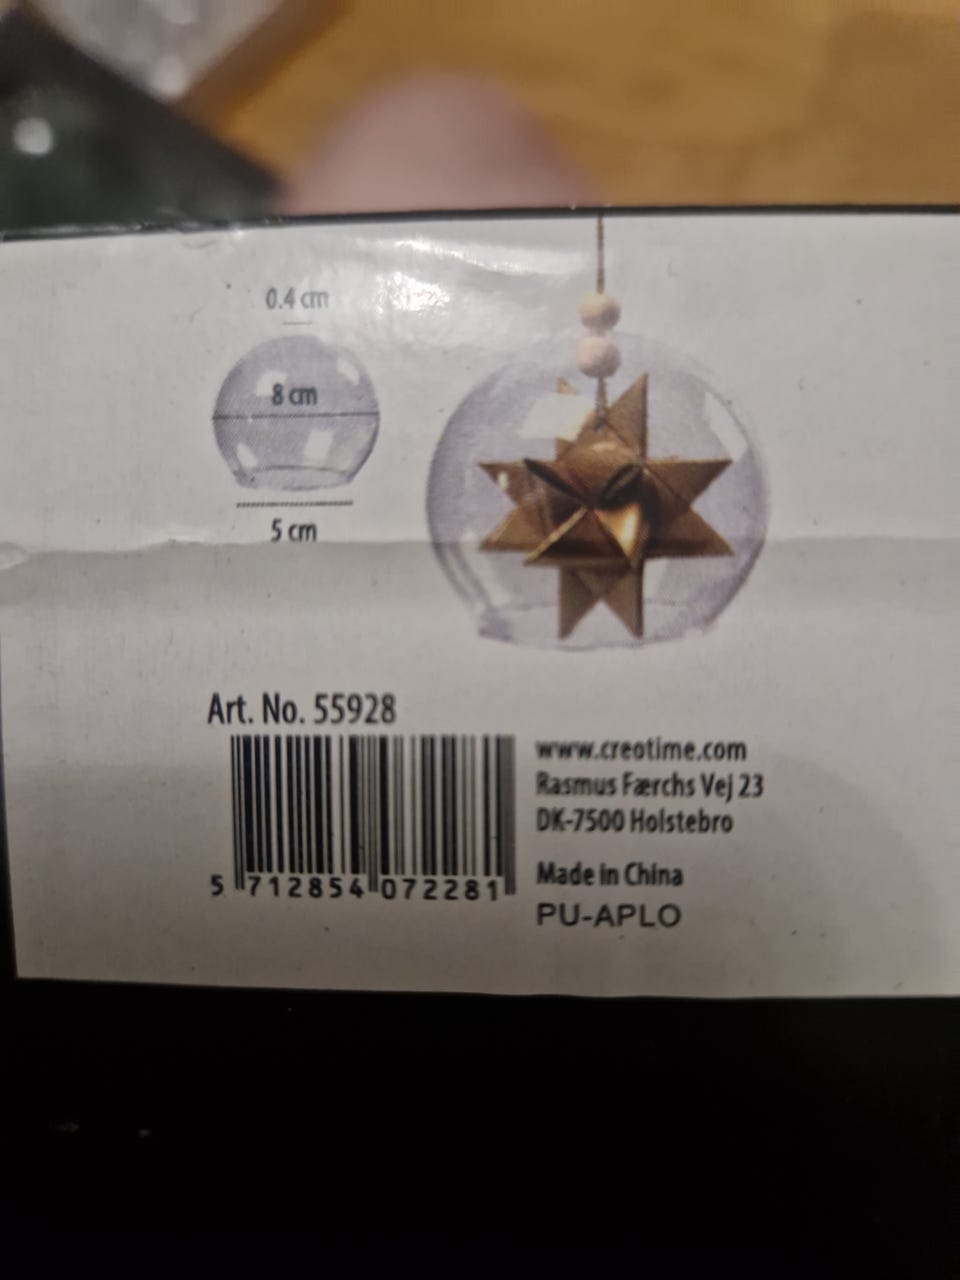 0.4 cm
8 cm
5 cm
Art. No. 55928
5 712854 072281
www.creotime.com
Rasmus Færchs Vej 23
DK-7500 Holstebro
Made in China
PU-APLO